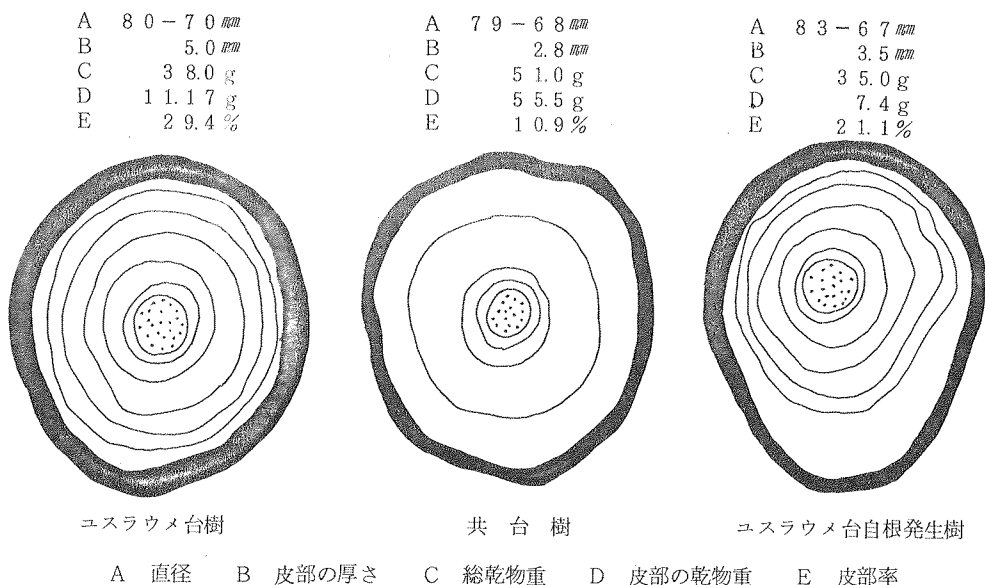 A 80-70㎜
B 5.0㎜
C 38.0g
D 11.17g
E 29.4%
A 79-68㎜
B 2.8㎜
C 51.0g
D 55.5g
E 10.9%
A 83-67㎜
B 3.5㎜
C 35.0g
D 7.4g
E 21.1%
ユスラウメ台樹
共台樹
ユスラウメ台自根発生樹
A 直径 B 皮部の厚さ C 総乾物重 D 皮部の乾物重 E 皮部率